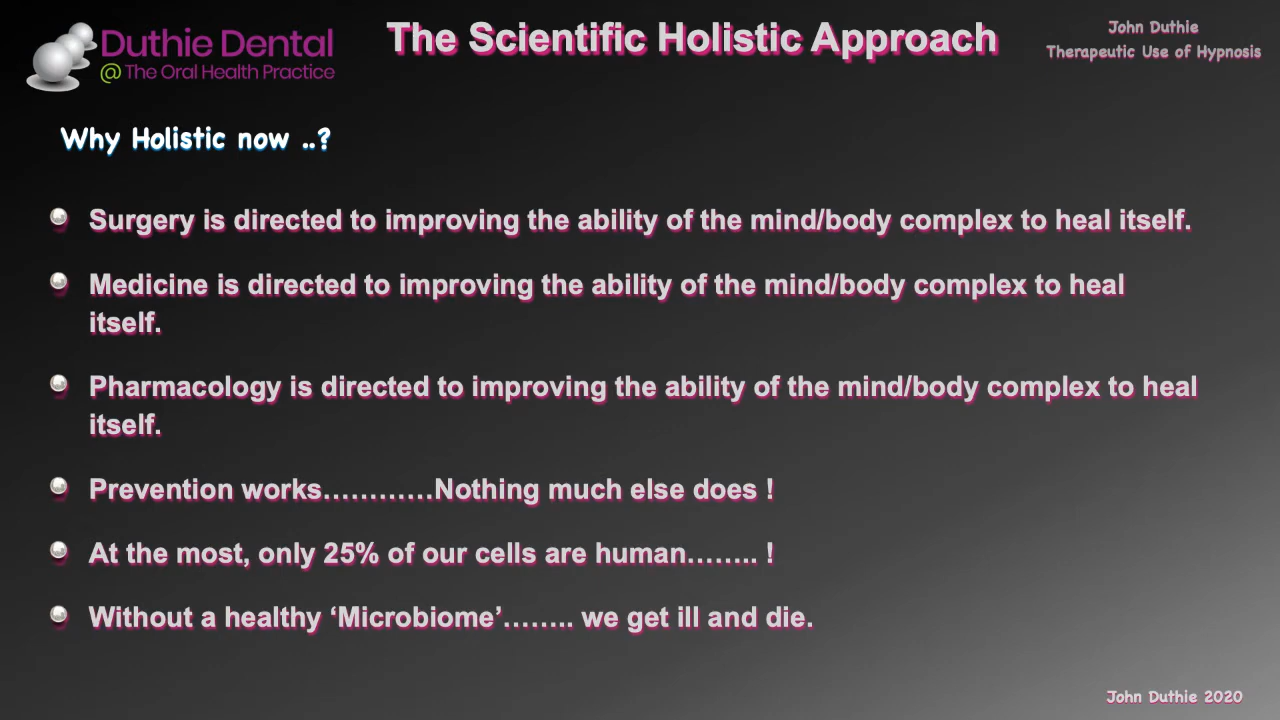 Duthie Dental
@ The Oral Health Practice
The Scientific Holistic Approach
John Duthie
Therapeutic Use of Hypnosis
Why Holistic now ..?
Surgery is directed to improving the ability of the mind/body complex to heal itself.
Medicine is directed to improving the ability of the mind/body complex to heal
itself.
Pharmacology is directed to improving the ability of the mind/body complex to heal
itself.
Prevention works…………Nothing much else does !
At the most, only 25% of our cells are human…….. !
Without a healthy ‘Microbiome’…….. we get ill and die.
John Duthie 2020